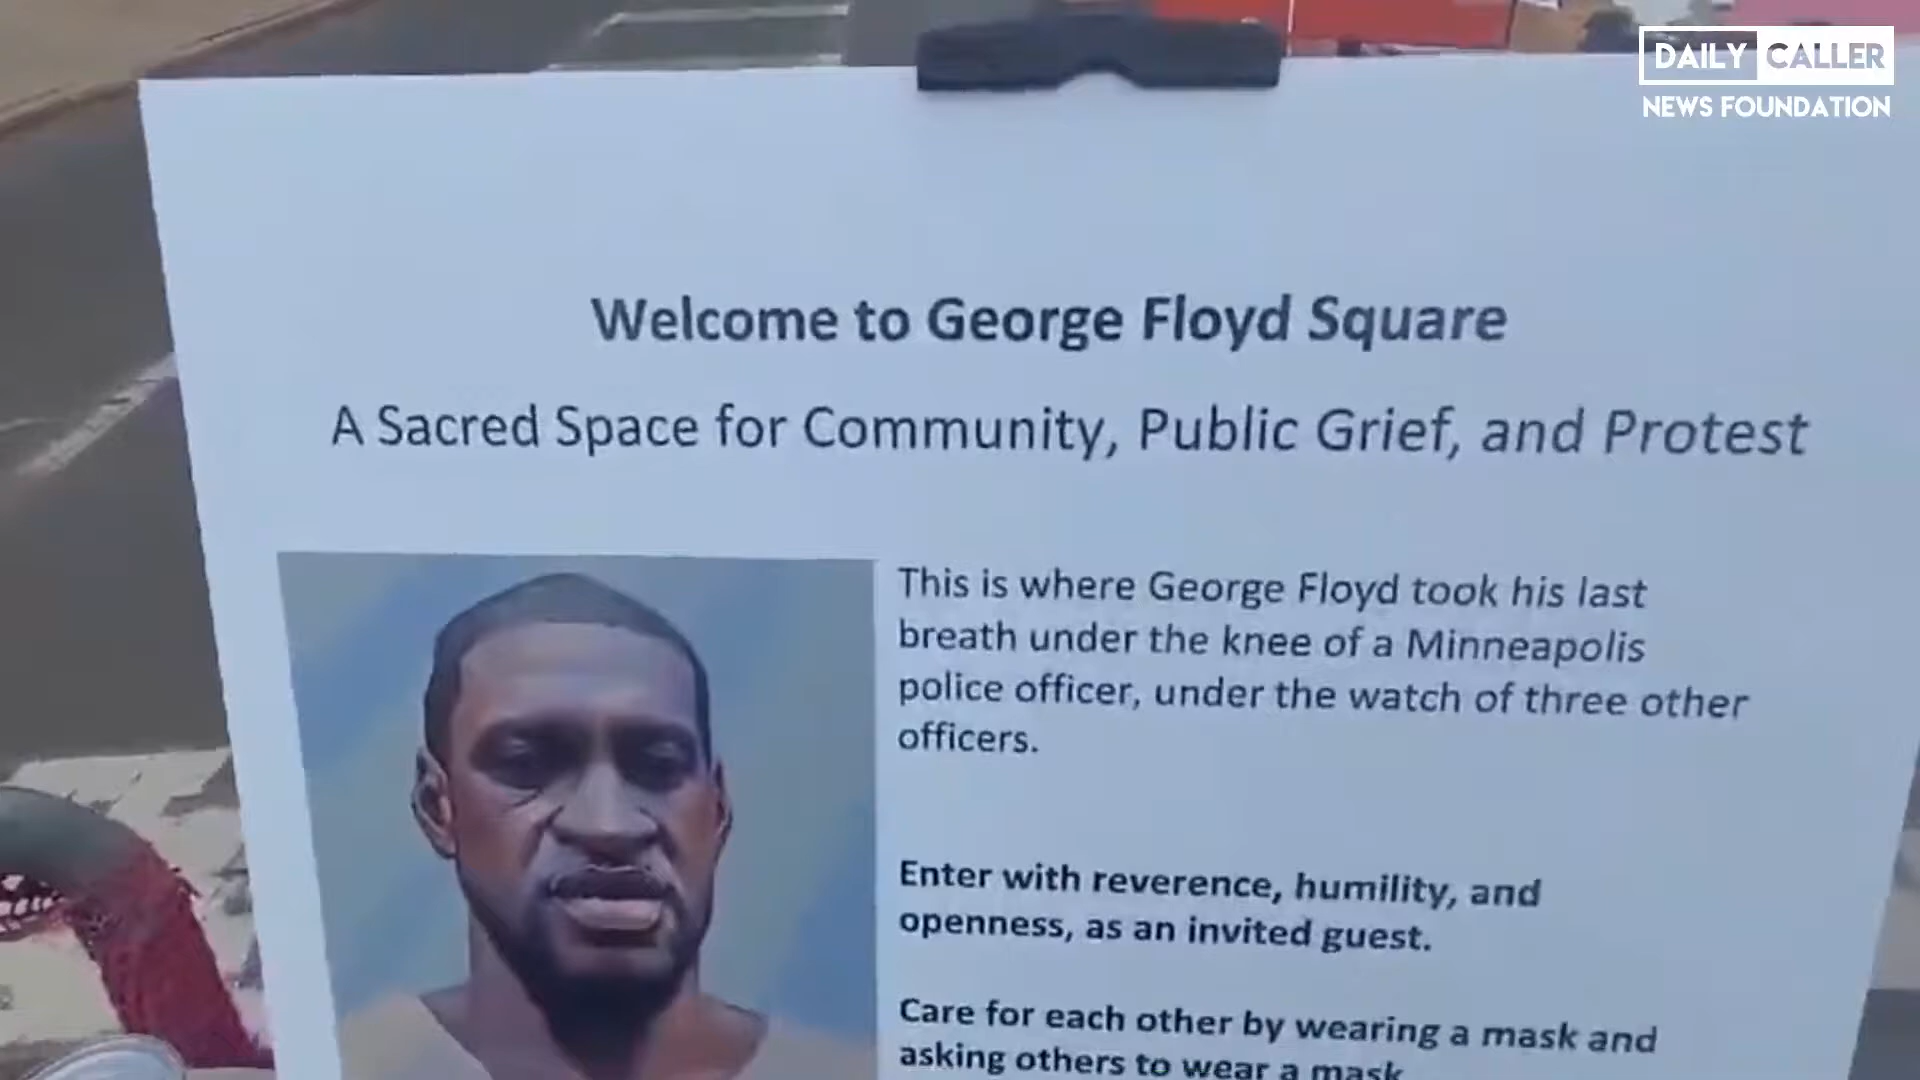 DAILY CALLER
NEWS FOUNDATION
Welcome to George Floyd Square
A Sacred Space for Community, Public Grief, and Protest
This is where George Floyd took his last
breath under the knee of a Minneapolis
police officer, under the watch of three other
officers.
Enter with reverence, humility, and
openness, as an invited guest.
Care for each other by wearing a mask and
asking others to wear a mask